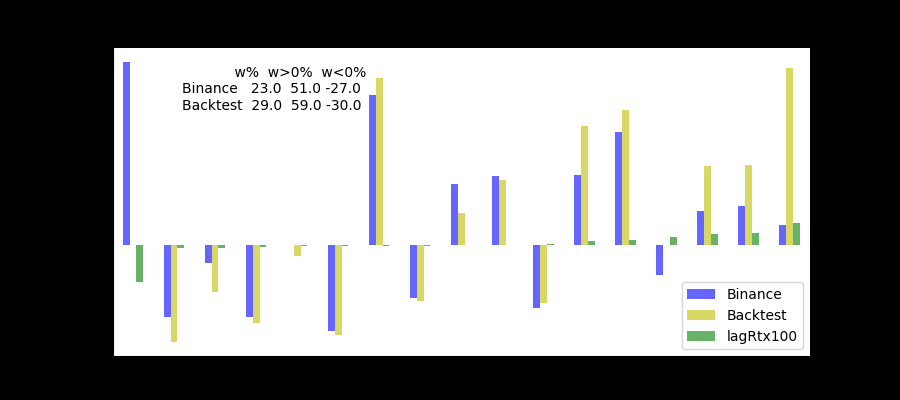 w%  w>0%  w<0%
Binance   23.0  51.0 -27.0
Backtest  29.0  59.0 -30.0
Binance
Backtest
lagRtx100